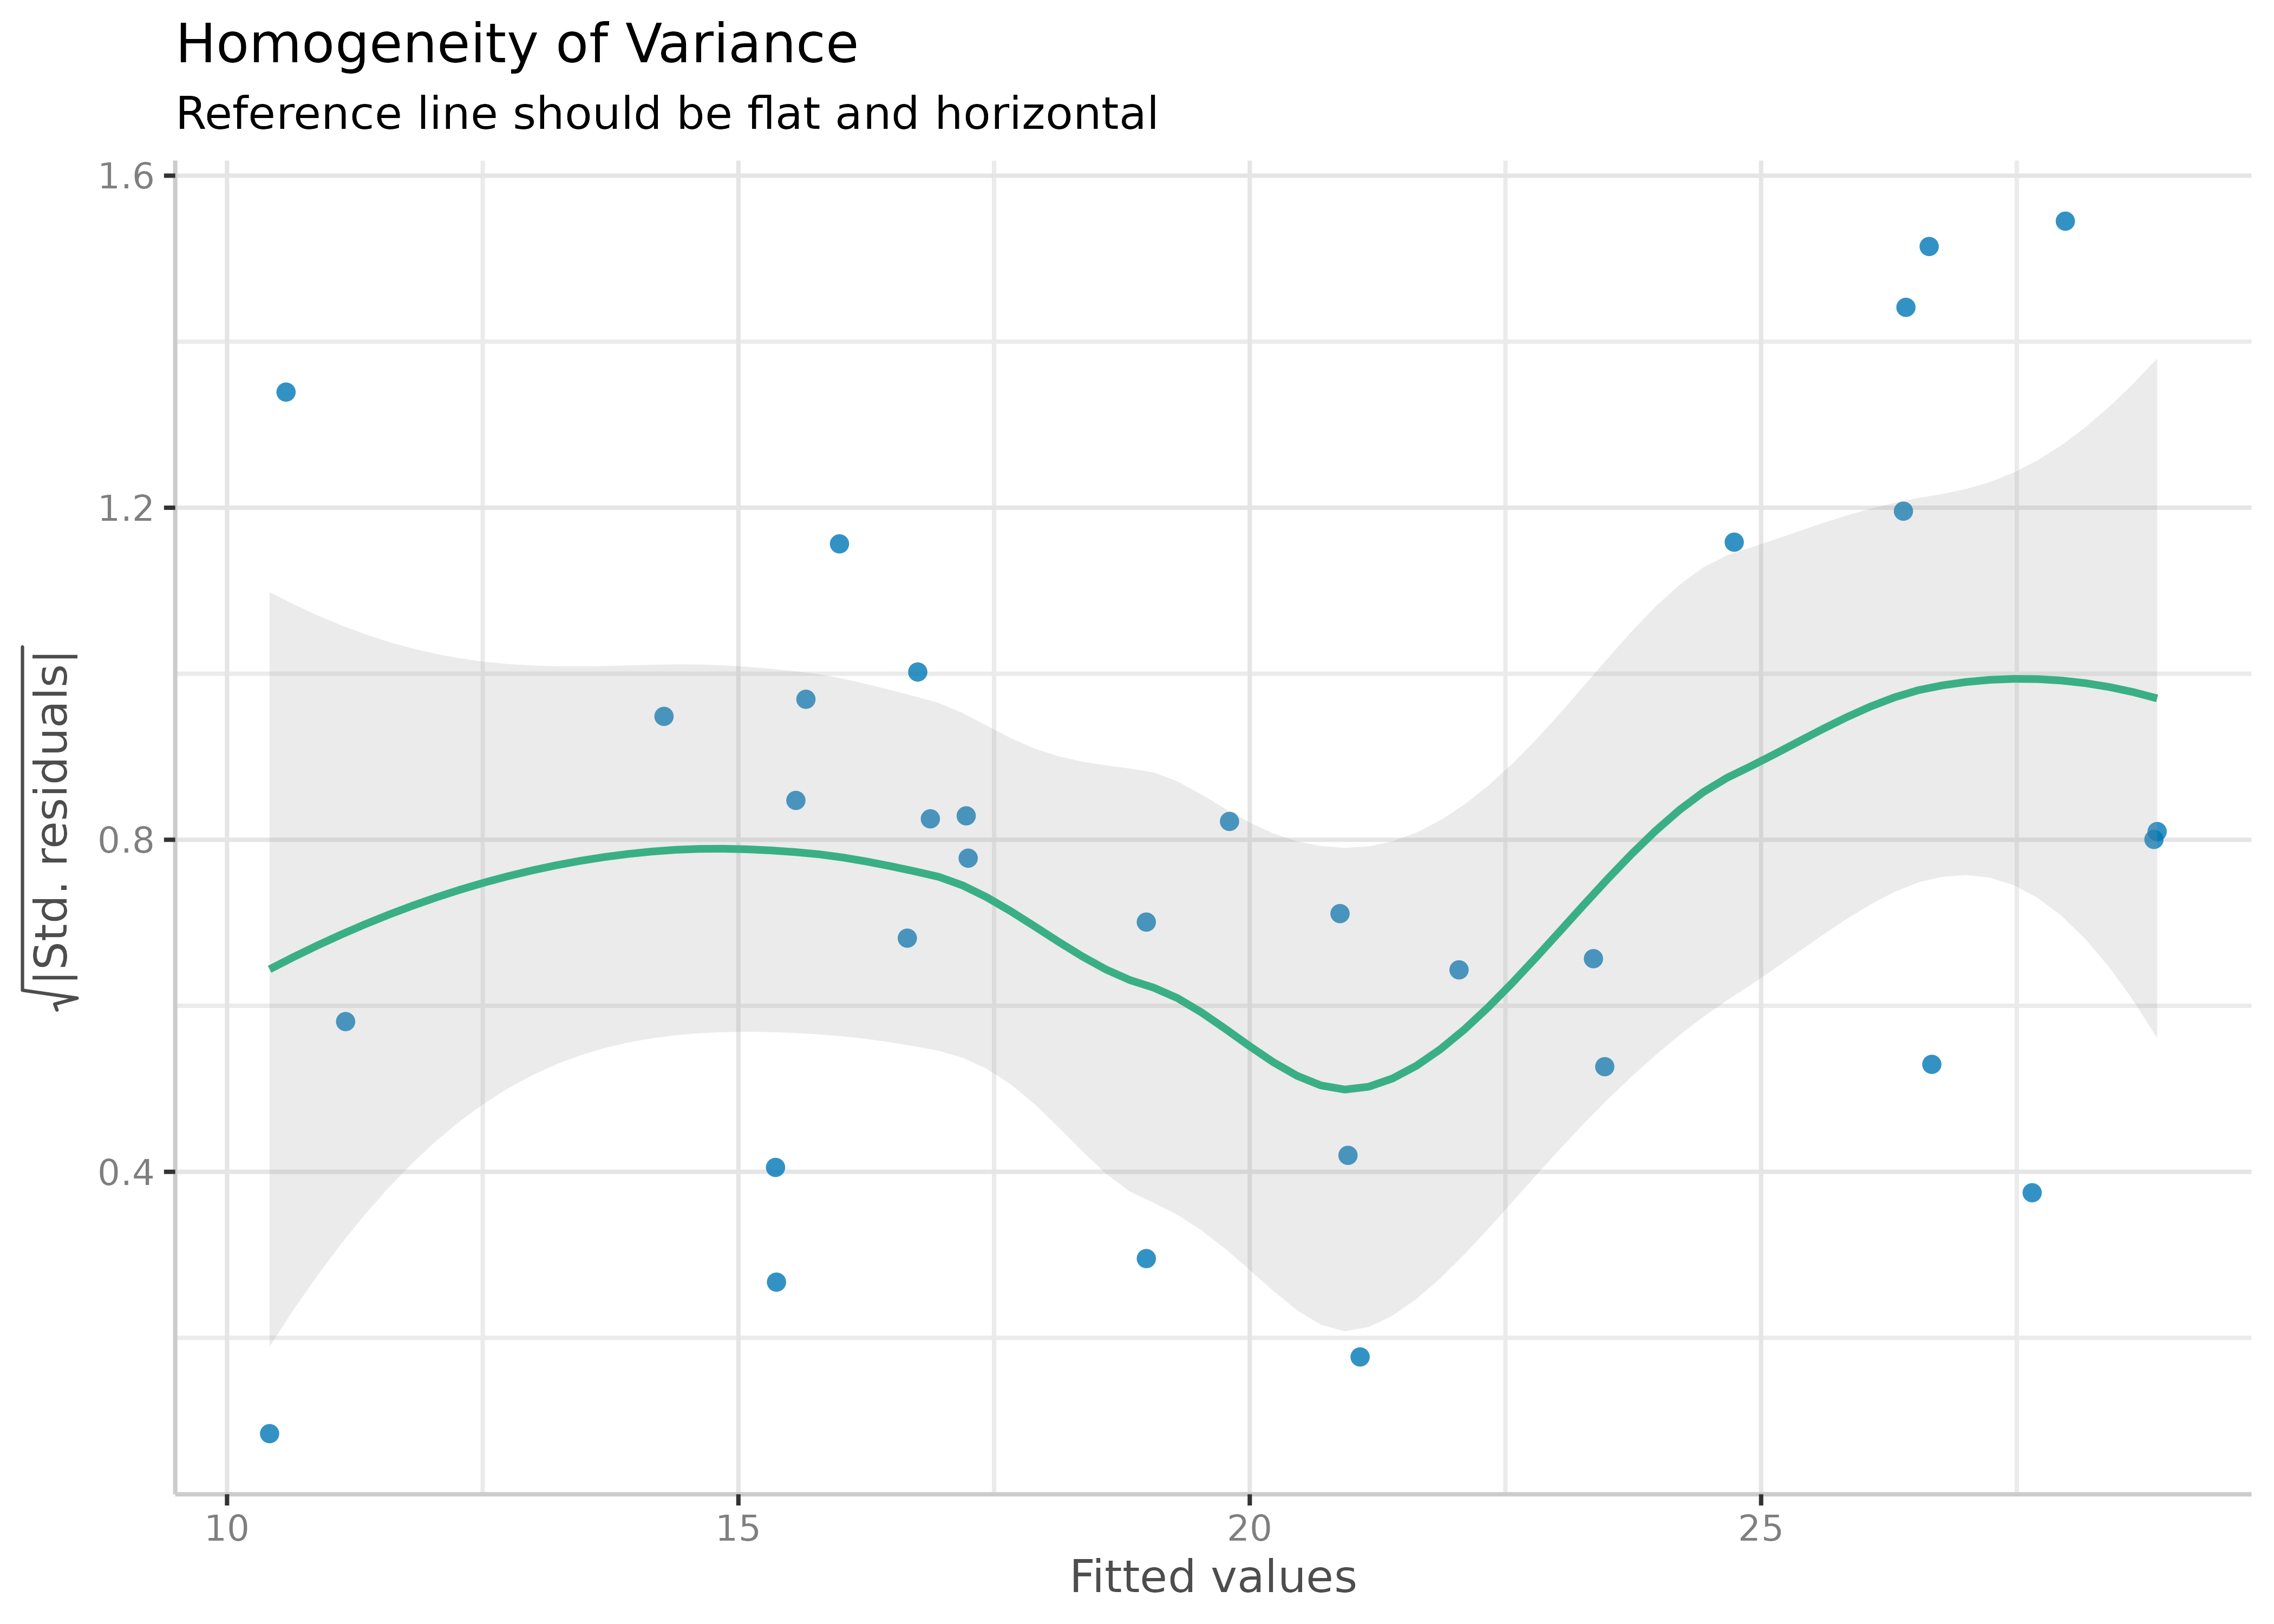 Homogeneity of Variance
Reference line should be flat and horizontal
1.6
1.2
0.8
0.4
√|Std. residuals|
10 15 20 25
Fitted values